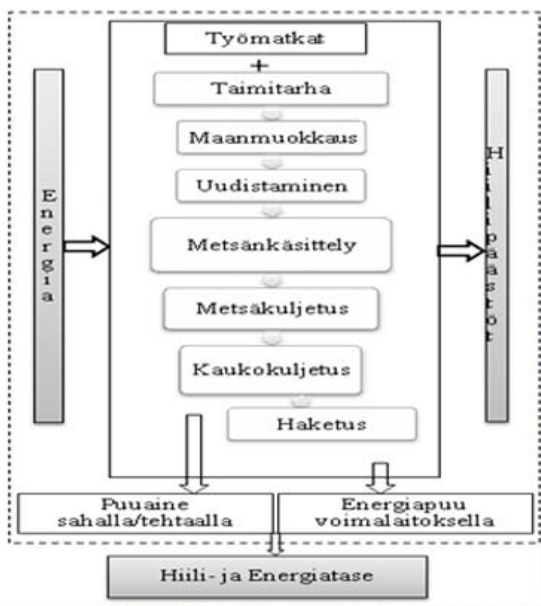 Työmatkat
+
Taimitarha
Maanmuokkaus
Uudistaminen
Energia
Metsänkäsittely
Hiilipäästöt
Metsäkuljetus
Kaukokuljetus
Haketus
Puuaine
sahalla/tehtaalla
Energiapuu
voimalaitoksella
Hiili- ja Energiatase